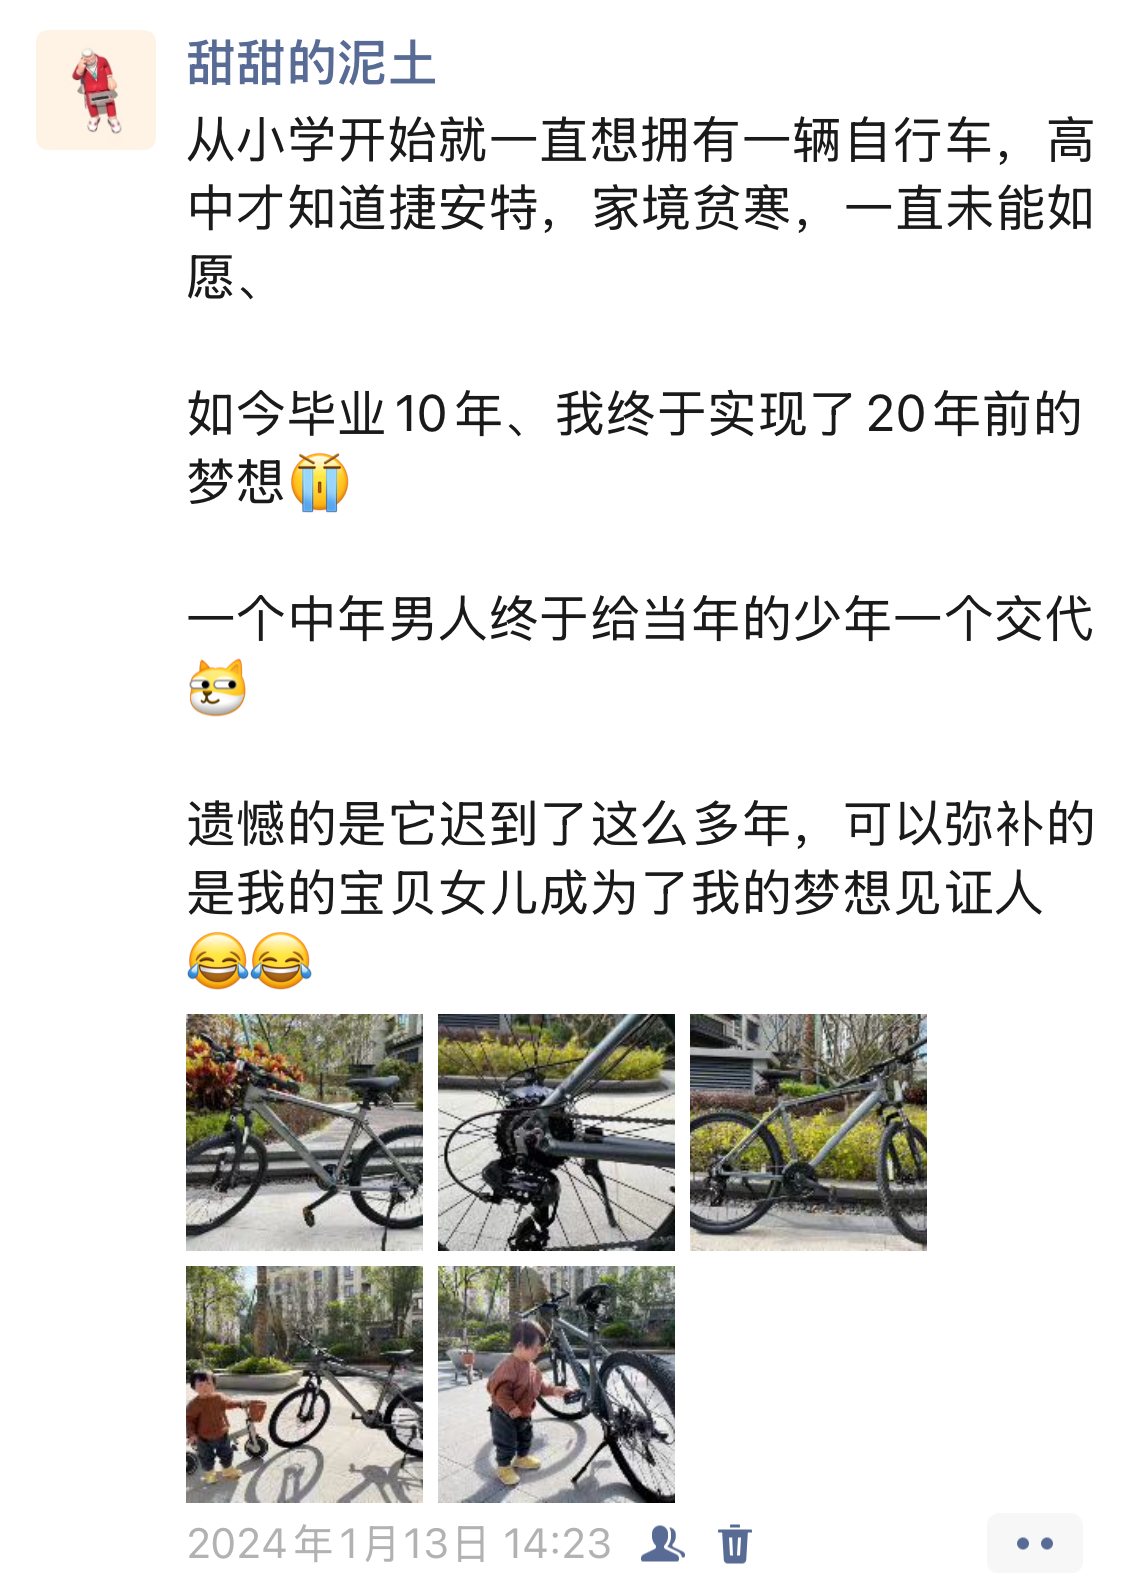 甜甜的泥土
从小学开始就一直想拥有一辆自行车，高
中才知道捷安特，家境贫寒，一直未能如
愿、
如今毕业10年、我终于实现了20年前的
梦想😭
一个中年男人终于给当年的少年一个交代
遗憾的是它迟到了这么多年，可以弥补的
是我的宝贝女儿成为了我的梦想见证人
😂😂
2024年1月13日 14:23